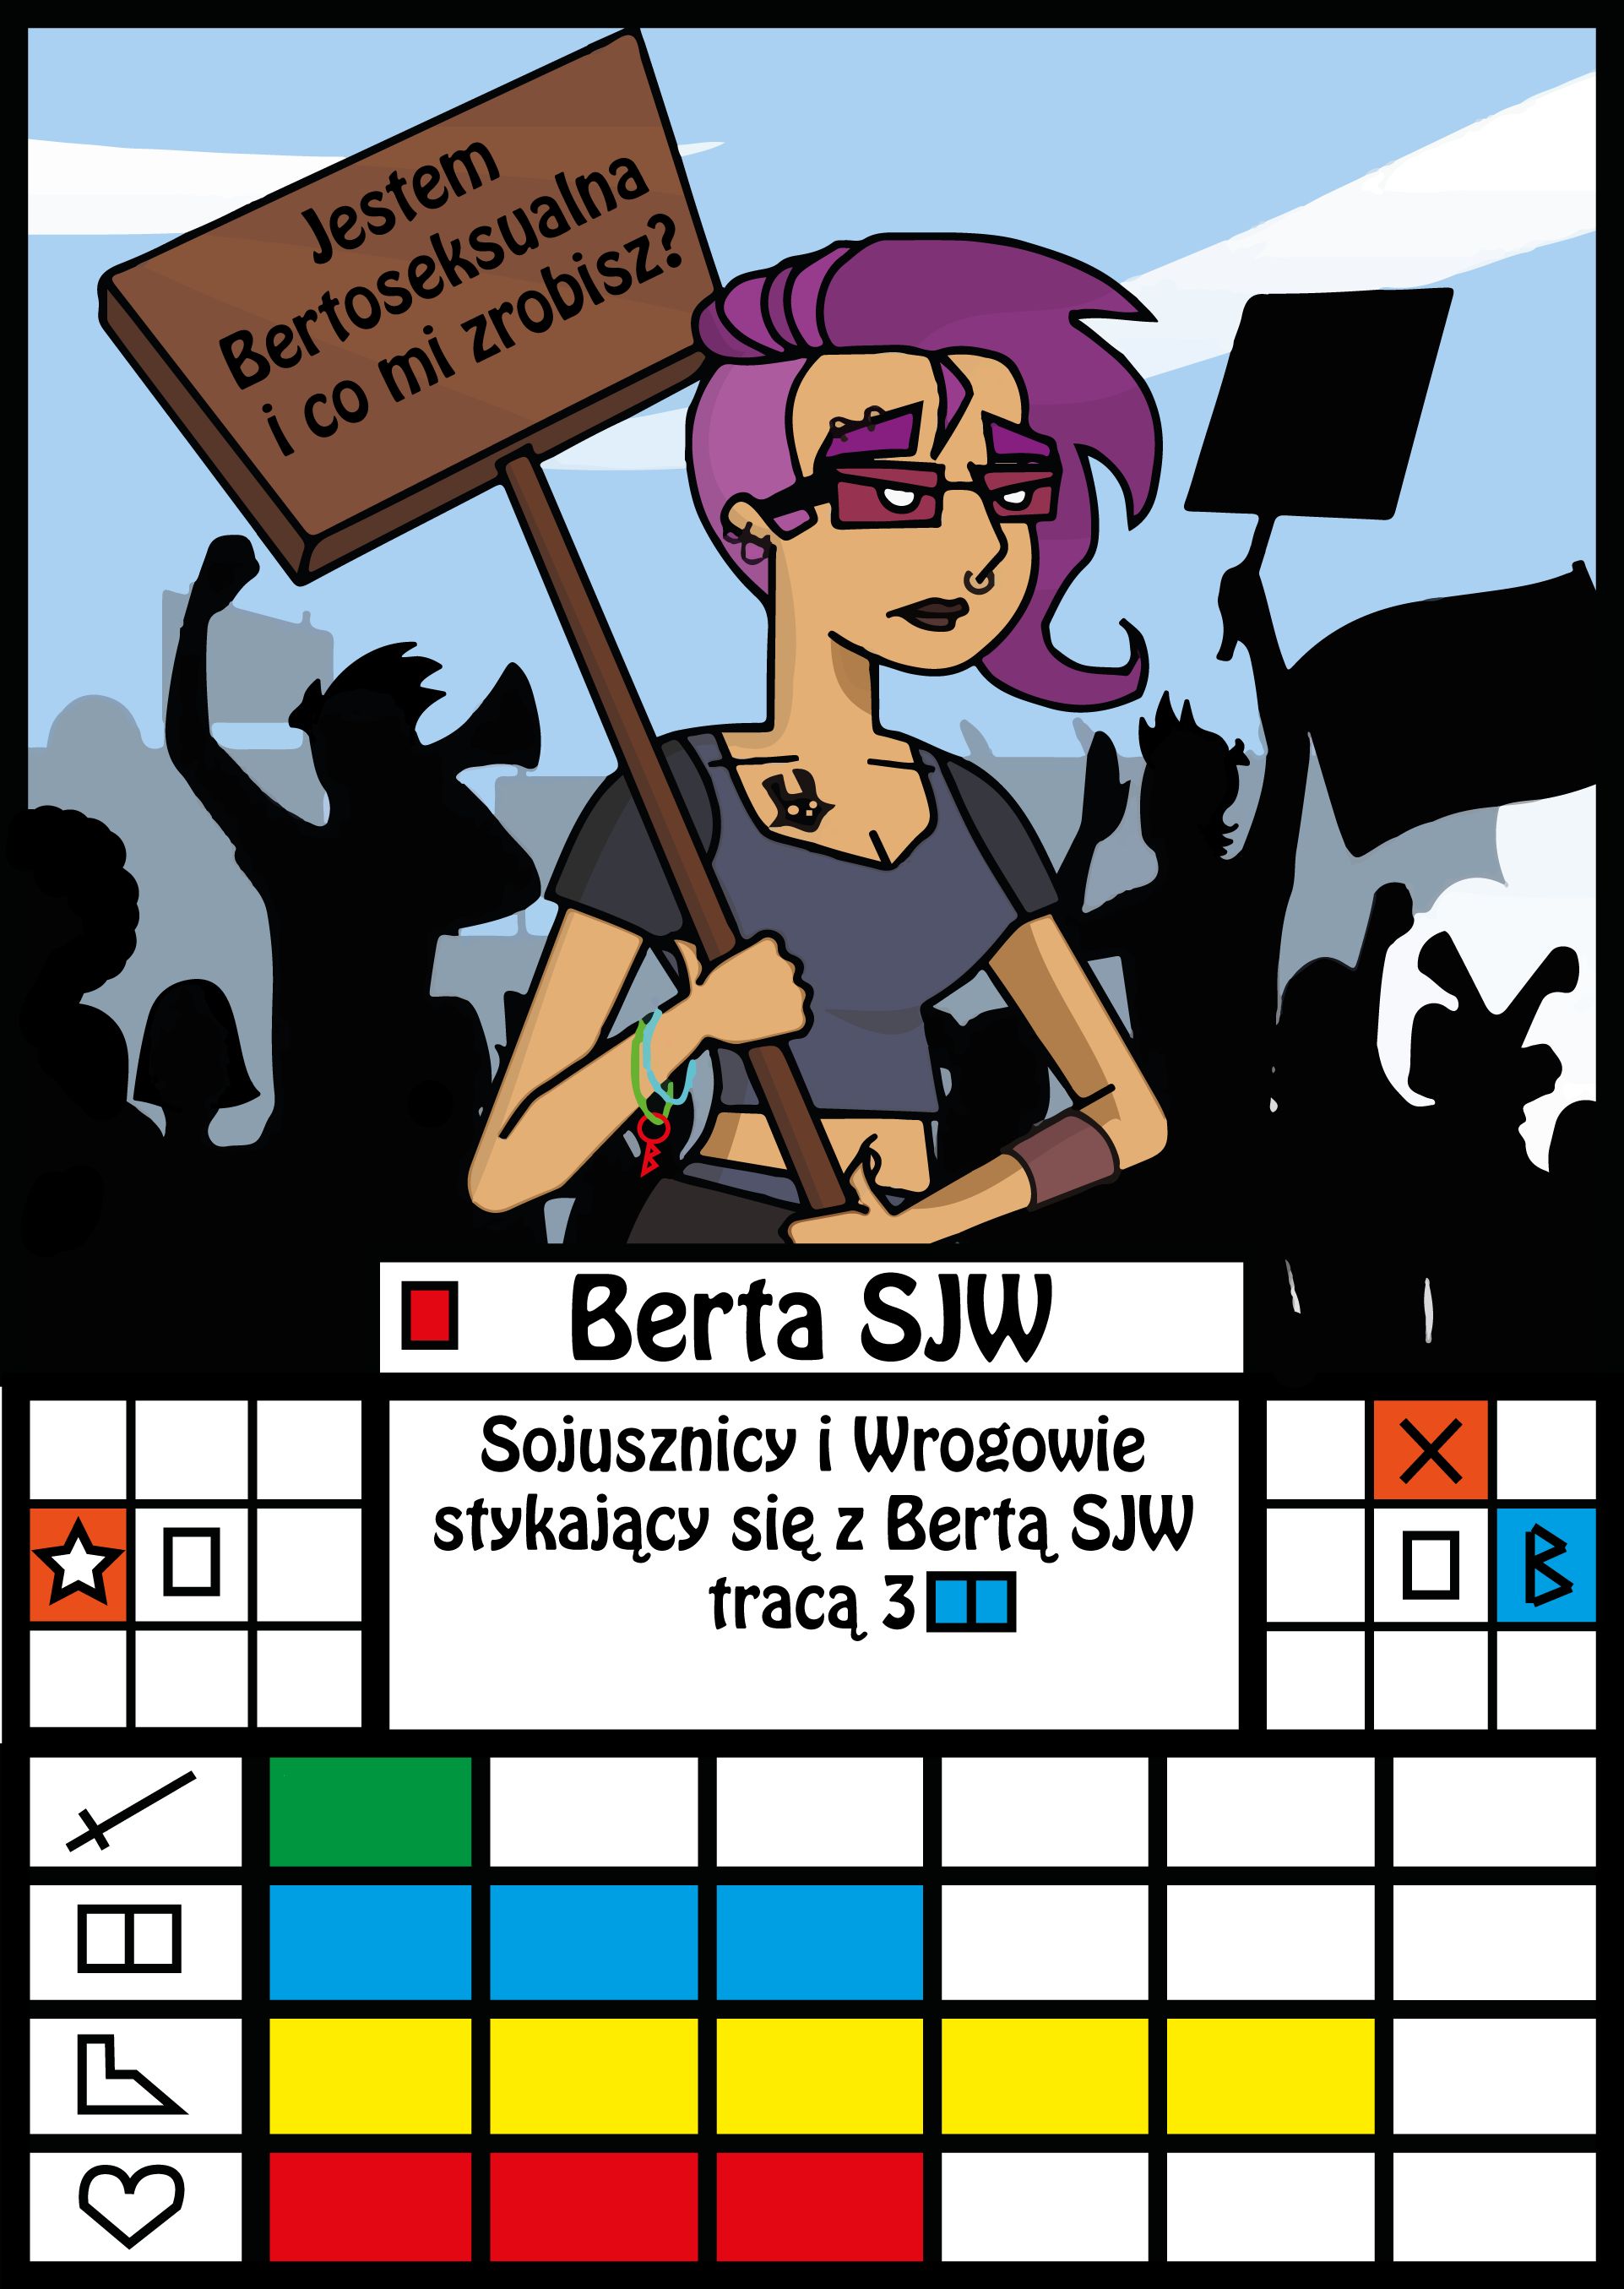 Jestem
Bertoseksualna
i co mi zrobisz?
Berta SJW
Sojusznicy i Wrogowie
stykający się z Bertą SJW
tracą 3